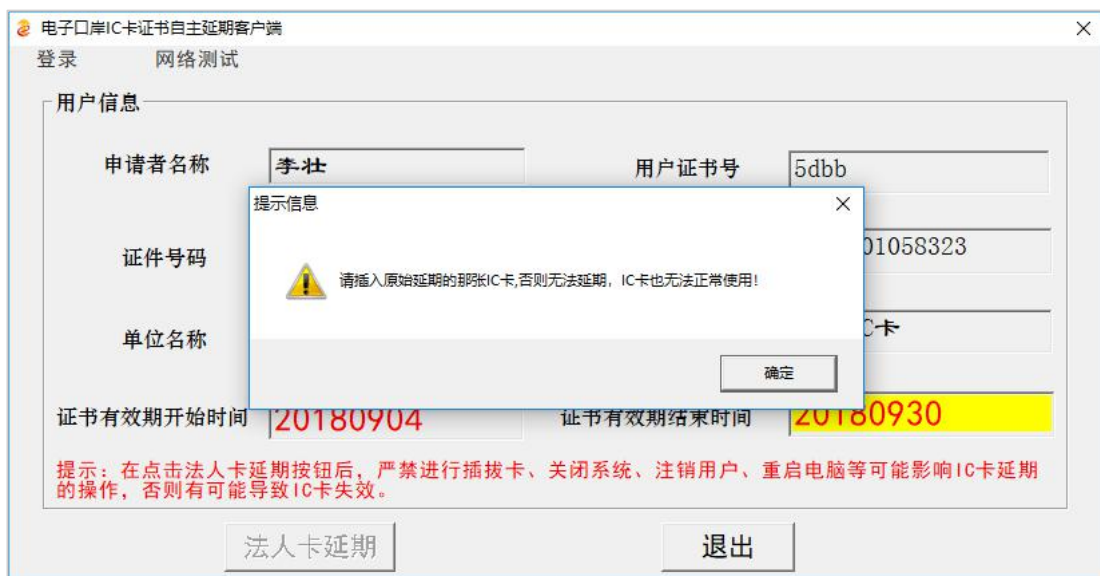 电子口岸IC卡证书自主延期客户端
登录 网络测试
用户信息
申请者名称 李壮 用户证书号 5dbb
提示信息
证件号码 01058323
请插入原始延期的那张IC卡,否则无法延期，IC卡也无法正常使用!
单位名称 C卡
确定
证书有效期开始时间 20180904 证书有效期结束时间 20180930
提示：在点击法人卡延期按钮后，严禁进行插拔卡、关闭系统、注销用户、重启电脑等可能影响IC卡延期
的操作，否则有可能导致IC卡失效。
法人卡延期 退出